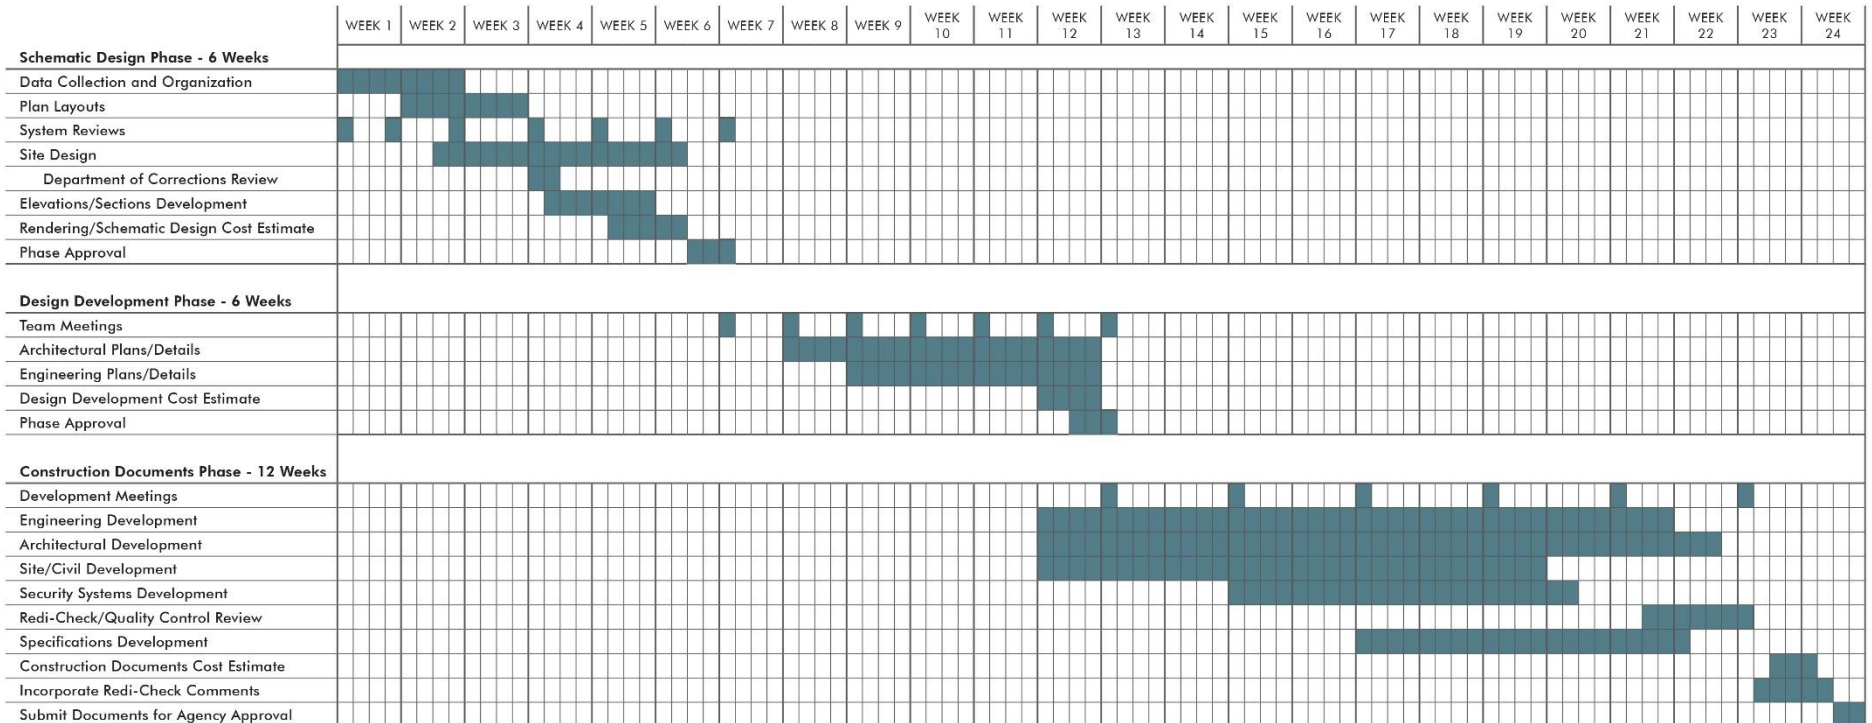 WEEK 1 WEEK 2 WEEK 3 WEEK 4 WEEK 5 WEEK 6 WEEK 7 WEEK 8 WEEK 9 WEEK 10 WEEK 11 WEEK 12 WEEK 13 WEEK 14 WEEK 15 WEEK 16 WEEK 17 WEEK 18 WEEK 19 WEEK 20 WEEK 21 WEEK 22 WEEK 23 WEEK 24
Schematic Design Phase - 6 Weeks
Data Collection and Organization
Plan Layouts
System Reviews
Site Design
Department of Corrections Review
Elevations/Sections Development
Rendering/Schematic Design Cost Estimate
Phase Approval
Design Development Phase - 6 Weeks
Team Meetings
Architectural Plans/Details
Engineering Plans/Details
Design Development Cost Estimate
Phase Approval
Construction Documents Phase - 12 Weeks
Development Meetings
Engineering Development
Architectural Development
Site/Civil Development
Security Systems Development
Redi-Check/Quality Control Review
Specifications Development
Construction Documents Cost Estimate
Incorporate Redi-Check Comments
Submit Documents for Agency Approval